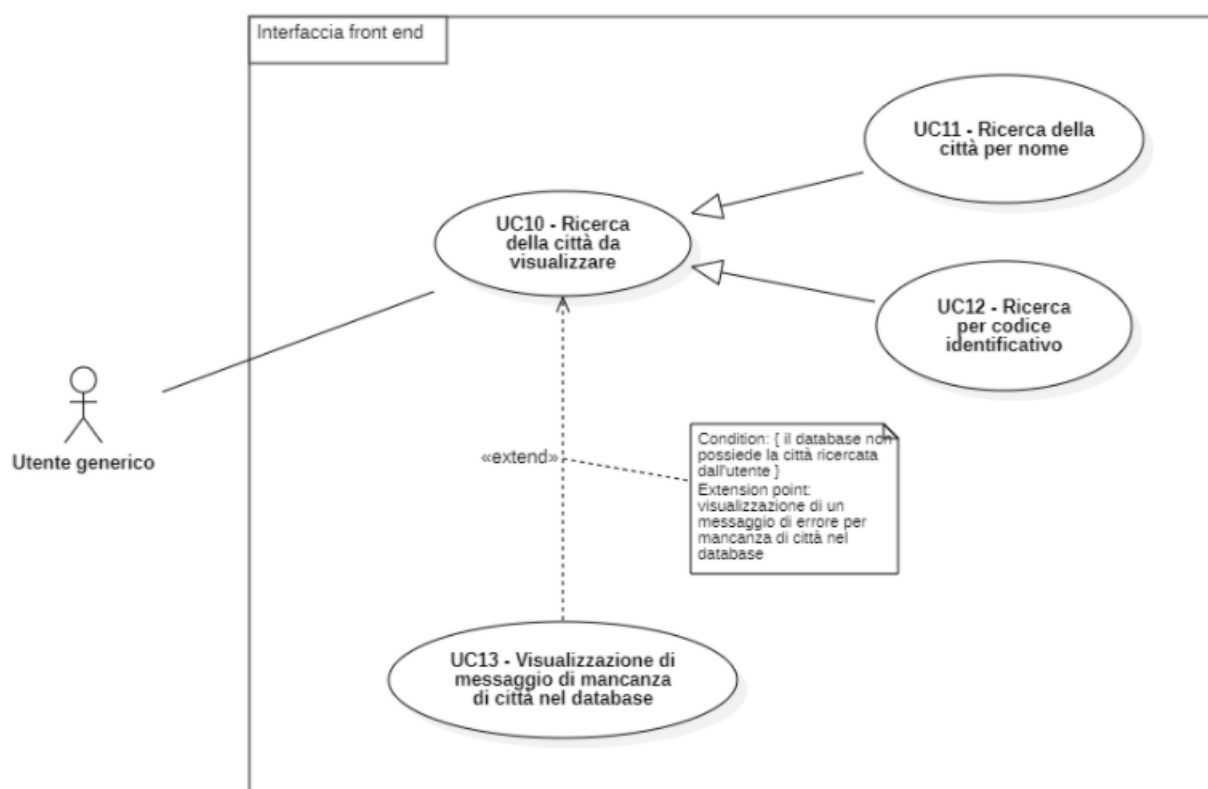 Interfaccia front end
UC11 - Ricerca della
città per nome
UC10 - Ricerca
della città da
visualizzare
UC12 - Ricerca
per codice
identificativo
Utente generico
«extend»
Condition: { il database non
possiede la città ricercata
dall'utente }
Extension point:
visualizzazione di un
messaggio di errore per
mancanza di città nel
database
UC13 - Visualizzazione di
messaggio di mancanza
di città nel database